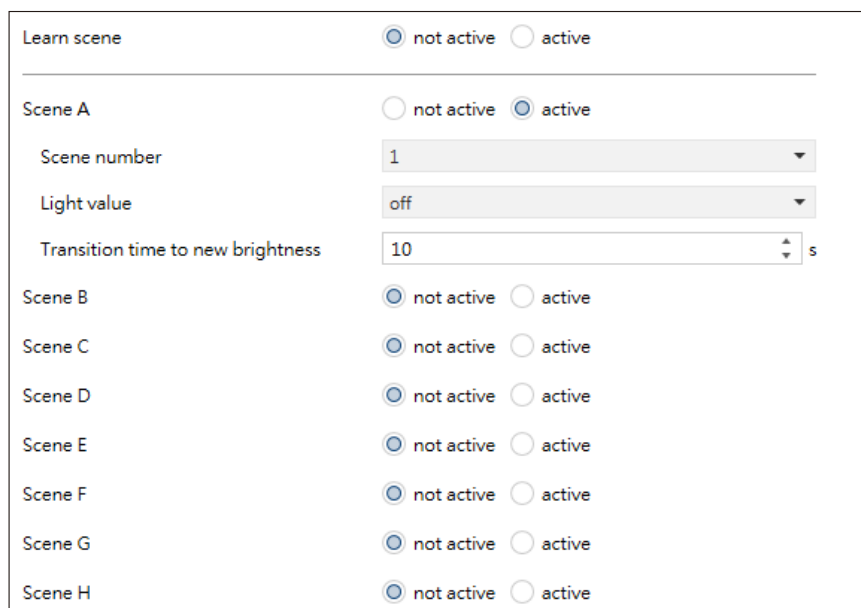 Learn scene not active active
Scene A not active active
Scene number 1
Light value off
Transition time to new brightness 10 s
Scene B not active active
Scene C not active active
Scene D not active active
Scene E not active active
Scene F not active active
Scene G not active active
Scene H not active active